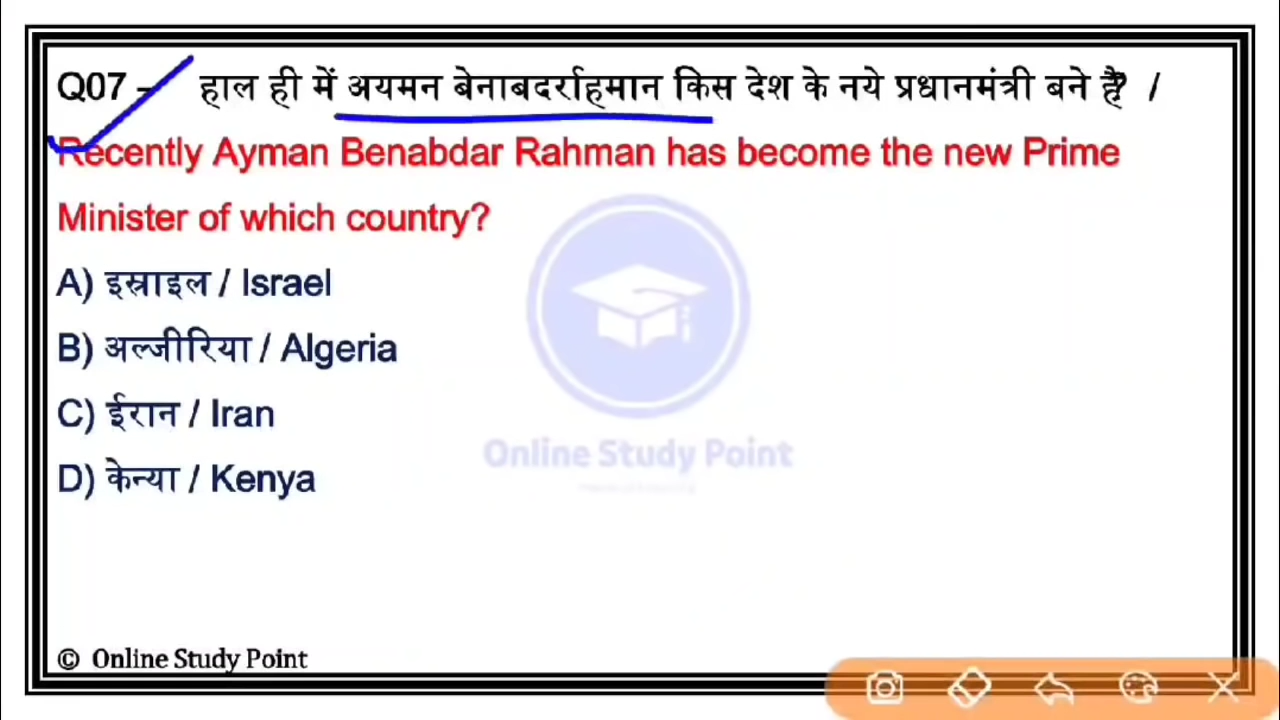 Q07 - हाल ही में अयमन बेनाबदर्राहमान किस देश के नये प्रधानमंत्री बने है? /
Recently Ayman Benabdar Rahman has become the new Prime
Minister of which country?
A) इस्राइल / Israel
B) अल्जीरिया / Algeria
C) ईरान / Iran
D) केन्या / Kenya
Online Study Point
© Online Study Point